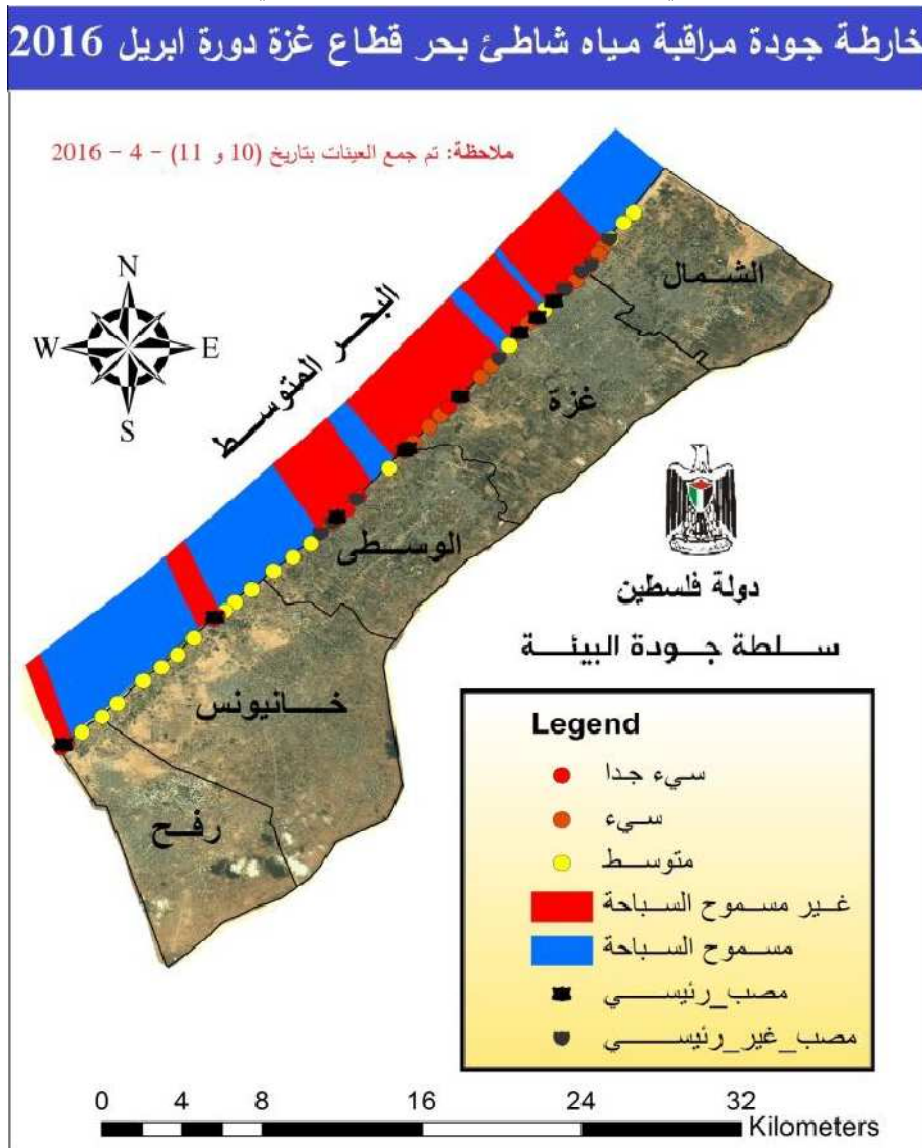 خارطة جودة مراقبة مياه شاطئ بحر قطاع غزة دورة ابريل 2016
ملاحظة: تم جمع العينات بتاريخ (10 و 11) - 4 - 2016
N
W
E
S
البحر المتوسط
الشمال
غزة
الوسطى
خانيونس
رفح
دولة فلسطين
سلطة جودة البيئة
Legend
سيء جدا
سيء
متوسط
غير مسموح السباحة
مسموح السباحة
مصب_رئيسي
مصب_غير_رئيسي
0 4 8 16 24 32
Kilometers